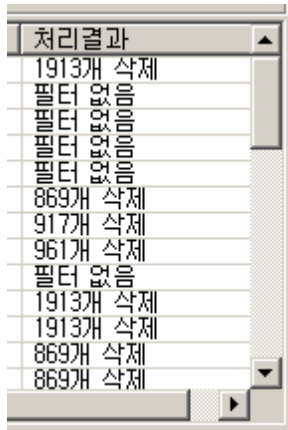 처리결과
1913개 삭제
필터 없음
필터 없음
필터 없음
필터 없음
869개 삭제
917개 삭제
961개 삭제
필터 없음
1913개 삭제
1913개 삭제
869개 삭제
869개 삭제